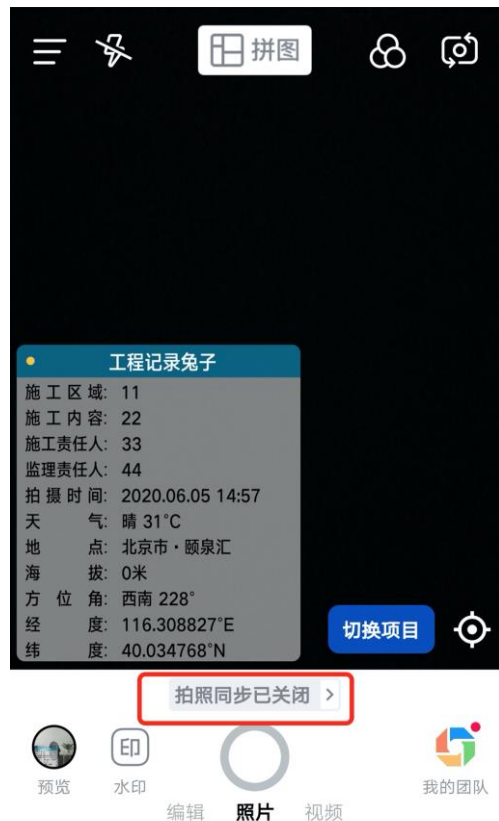 拼图
工程记录兔子
施工区域: 11
施工内容: 22
施工责任人: 33
监理责任人: 44
拍摄时间: 2020.06.05 14:57
天气: 晴 31°C
地点: 北京市·颐泉汇
海拔: 0米
方位角: 西南 228°
经度: 116.308827°E
纬度: 40.034768°N
切换项目
拍照同步已关闭 >
印
预览
水印
我的团队
编辑 照片 视频